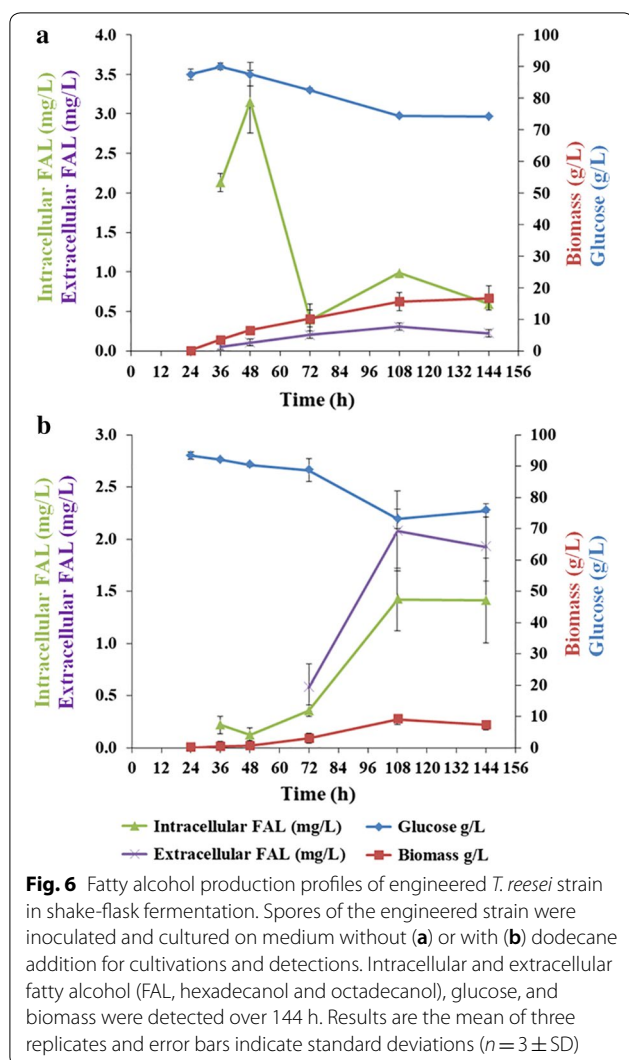 a
4.0
3.5
3.0
2.5
2.0
1.5
1.0
0.5
0.0
Intracellular FAL (mg/L)
Extracellular FAL (mg/L)
100
90
80
70
60
50
40
30
20
10
0
Biomass (g/L)
Glucose (g/L)
0 12 24 36 48 60 72 84 96 108 120 132 144 156
Time (h)
b
3.0
2.5
2.0
1.5
1.0
0.5
0.0
Intracellular FAL (mg/L)
Extracellular FAL (mg/L)
100
90
80
70
60
50
40
30
20
10
0
Biomass (g/L)
Glucose (g/L)
0 12 24 36 48 60 72 84 96 108 120 132 144 156
Time (h)
Intracellular FAL (mg/L) Glucose g/L
Extracellular FAL (mg/L) Biomass g/L
Fig. 6 Fatty alcohol production profiles of engineered T. reesei strain
in shake-flask fermentation. Spores of the engineered strain were
inoculated and cultured on medium without (a) or with (b) dodecane
addition for cultivations and detections. Intracellular and extracellular
fatty alcohol (FAL, hexadecanol and octadecanol), glucose, and
biomass were detected over 144 h. Results are the mean of three
replicates and error bars indicate standard deviations (n = 3 ± SD)